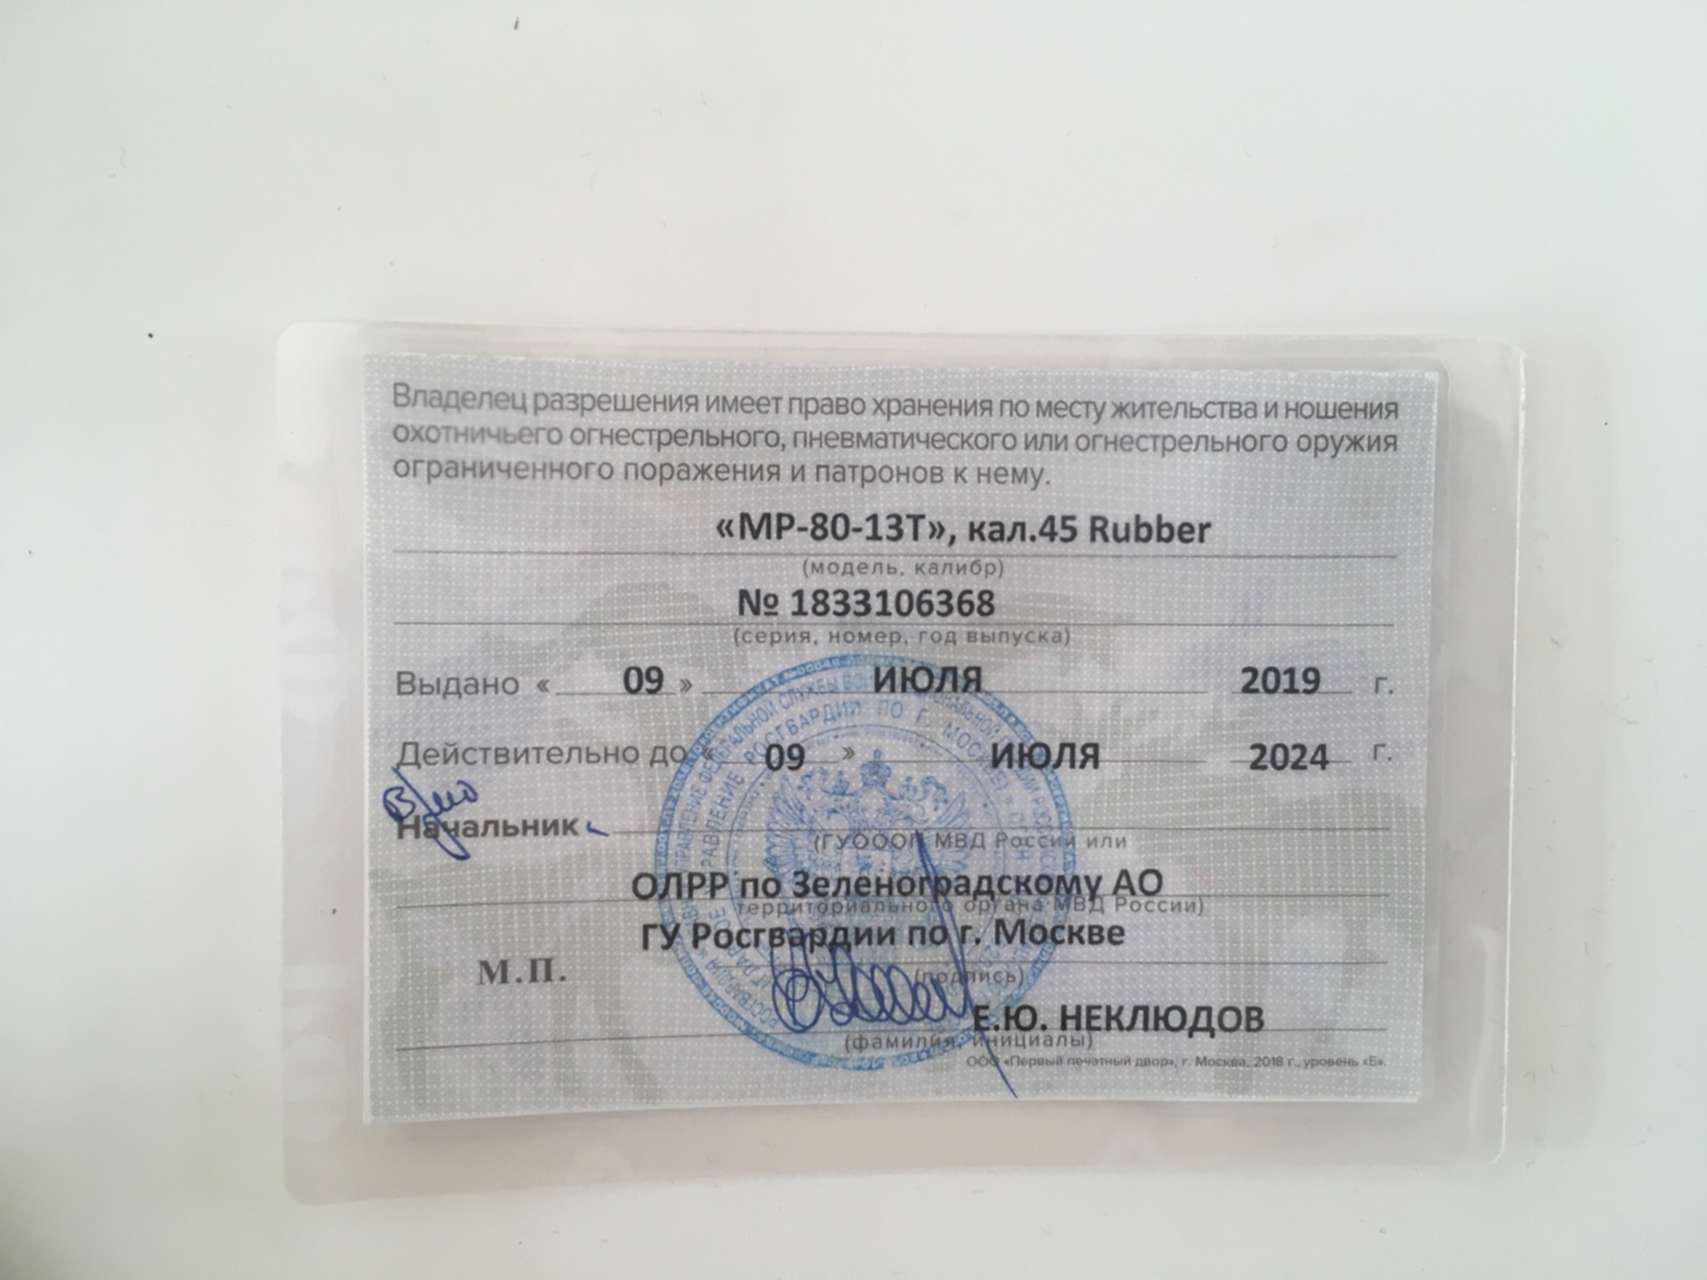 Владелец разрешения имеет право хранения по месту жительства и ношения
охотничьего огнестрельного, пневматического или огнестрельного оружия
ограниченного поражения и патронов к нему.
«МР-80-13Т», кал.45 Rubber
(модель, калибр)
№ 1833106368
(серия, номер, год выпуска)
Выдано « 09 » ИЮЛЯ 2019 г.
Действительно до « 09 » ИЮЛЯ 2024 г.
Начальник
(ГУОООП МВД России или
ОЛРР по Зеленоградскому АО
территориального органа МВД России)
ГУ Росгвардии по г. Москве
М.П.
(подпись)
Е.Ю. НЕКЛЮДОВ
(фамилия, инициалы)
ООО «Первый печатный двор», г. Москва, 2018 г., уровень «Б».